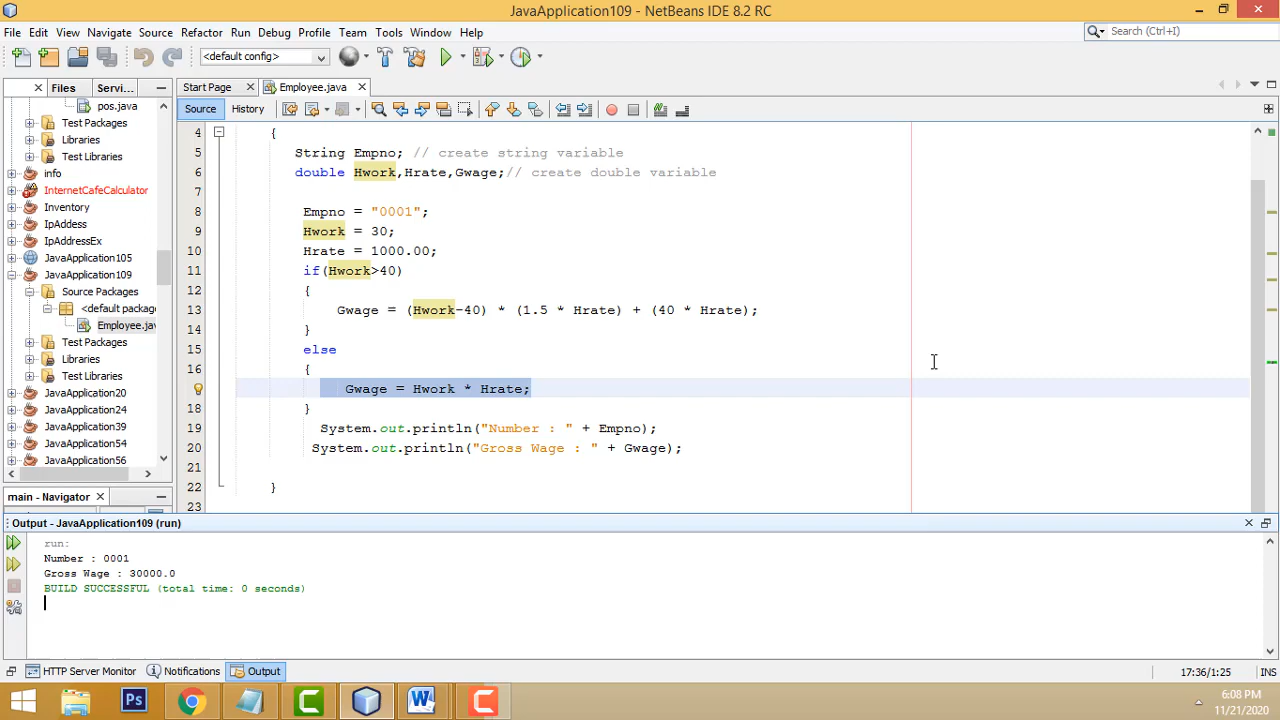 JavaApplication109 - NetBeans IDE 8.2 RC
File Edit View Navigate Source Refactor Run Debug Profile Team Tools Window Help
Search (Ctrl+I)
<default config>
Files Servi...
Start Page Employee.java
Source History
pos.java
Test Packages
Libraries
Test Libraries
info
InternetCafeCalculator
Inventory
IpAddess
IpAddressEx
JavaApplication105
JavaApplication109
Source Packages
<default package
Employee.jav
Test Packages
Libraries
Test Libraries
JavaApplication20
JavaApplication24
JavaApplication39
JavaApplication54
JavaApplication56
main - Navigator
4 {
5 String Empno; // create string variable
6 double Hwork,Hrate,Gwage;// create double variable
7
8 Empno = "0001";
9 Hwork = 30;
10 Hrate = 1000.00;
11 if(Hwork>40)
12 {
13 Gwage = (Hwork-40) * (1.5 * Hrate) + (40 * Hrate);
14 }
15 else
16 {
Gwage = Hwork * Hrate;
18 }
19 System.out.println("Number : " + Empno);
20 System.out.println("Gross Wage : " + Gwage);
21
22 }
23
Output - JavaApplication109 (run)
run:
Number : 0001
Gross Wage : 30000.0
BUILD SUCCESSFUL (total time: 0 seconds)
HTTP Server Monitor Notifications Output
17:36/1:25 INS
Ps
6:08 PM
11/21/2020